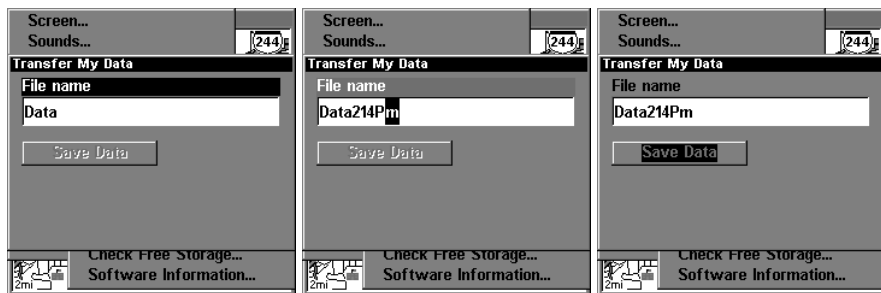 Screen...
Sounds...
244
Transfer My Data
File name
Data
Save Data
Check Free Storage...
2mi
Software Information...
Screen...
Sounds...
244
Transfer My Data
File name
Data214Pm
Save Data
Check Free Storage...
2mi
Software Information...
Screen...
Sounds...
244
Transfer My Data
File name
Data214Pm
Save Data
Check Free Storage...
2mi
Software Information...